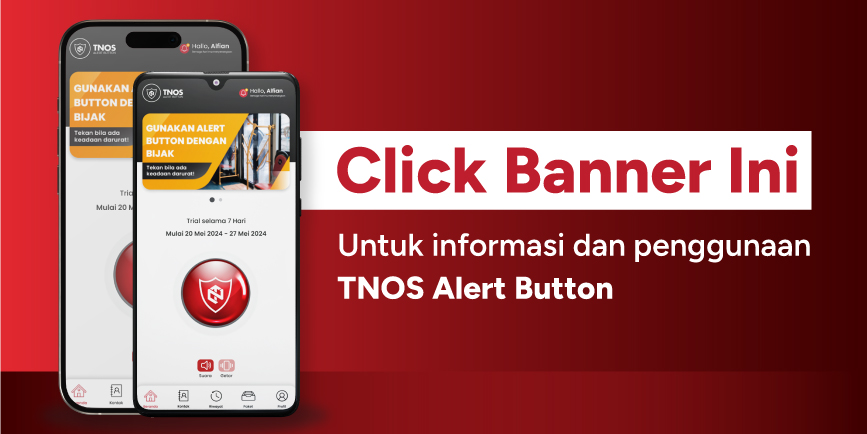 TNOS
Hallo, Alfian
GUNAKAN
BUTTON DE
BIJAK
Tekan bila ada
keadaan darurat!
Mulai 20 M
TNOS
Hallo, Alfian
GUNAKAN ALERT
BUTTON DENGAN
BIJAK
Tekan bila ada
keadaan darurat!
Trial selama 7 Hari
Mulai 20 Mei 2024 - 27 Mei 2024
Suara
Getar
Kontak
Beranda
Kontak
Riwayat
Paket
Profil
Click Banner Ini
Untuk informasi dan penggunaan
TNOS Alert Button